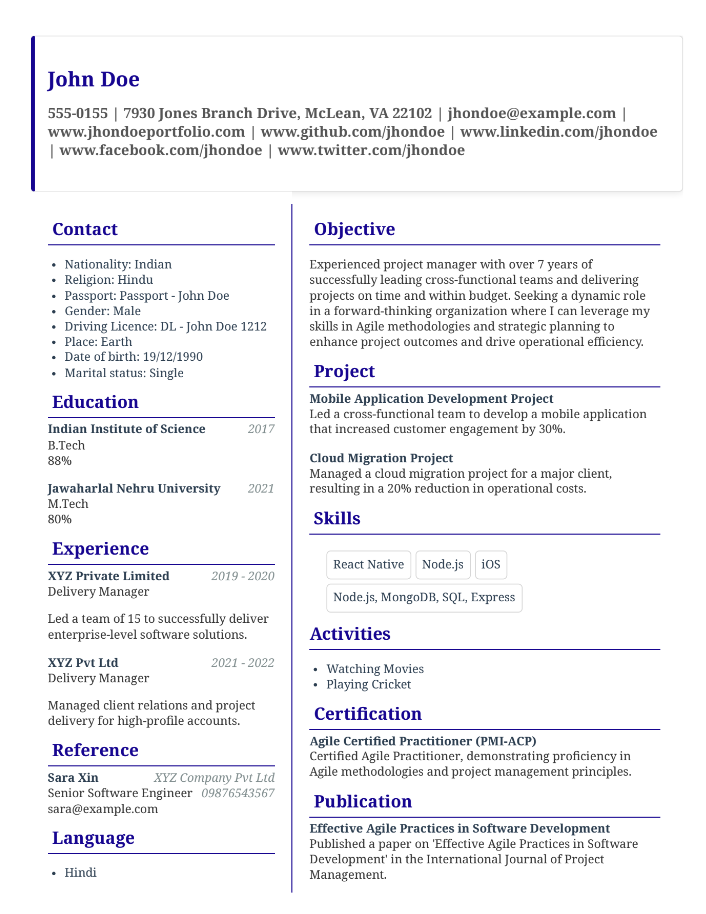 John Doe
555-0155 | 7930 Jones Branch Drive, McLean, VA 22102 | jhondoe@example.com |
www.jhondoeportfolio.com | www.github.com/jhondoe | www.linkedin.com/jhondoe
| www.facebook.com/jhondoe | www.twitter.com/jhondoe
Contact
• Nationality: Indian
• Religion: Hindu
• Passport: Passport - John Doe
• Gender: Male
• Driving Licence: DL - John Doe 1212
• Place: Earth
• Date of birth: 19/12/1990
• Marital status: Single
Education
Indian Institute of Science 2017
B.Tech
88%
Jawaharlal Nehru University 2021
M.Tech
80%
Experience
XYZ Private Limited 2019 - 2020
Delivery Manager
Led a team of 15 to successfully deliver
enterprise-level software solutions.
XYZ Pvt Ltd 2021 - 2022
Delivery Manager
Managed client relations and project
delivery for high-profile accounts.
Reference
Sara Xin XYZ Company Pvt Ltd
Senior Software Engineer 09876543567
sara@example.com
Language
• Hindi
Objective
Experienced project manager with over 7 years of
successfully leading cross-functional teams and delivering
projects on time and within budget. Seeking a dynamic role
in a forward-thinking organization where I can leverage my
skills in Agile methodologies and strategic planning to
enhance project outcomes and drive operational efficiency.
Project
Mobile Application Development Project
Led a cross-functional team to develop a mobile application
that increased customer engagement by 30%.
Cloud Migration Project
Managed a cloud migration project for a major client,
resulting in a 20% reduction in operational costs.
Skills
React Native Node.js iOS
Node.js, MongoDB, SQL, Express
Activities
• Watching Movies
• Playing Cricket
Certification
Agile Certified Practitioner (PMI-ACP)
Certified Agile Practitioner, demonstrating proficiency in
Agile methodologies and project management principles.
Publication
Effective Agile Practices in Software Development
Published a paper on 'Effective Agile Practices in Software
Development' in the International Journal of Project
Management.